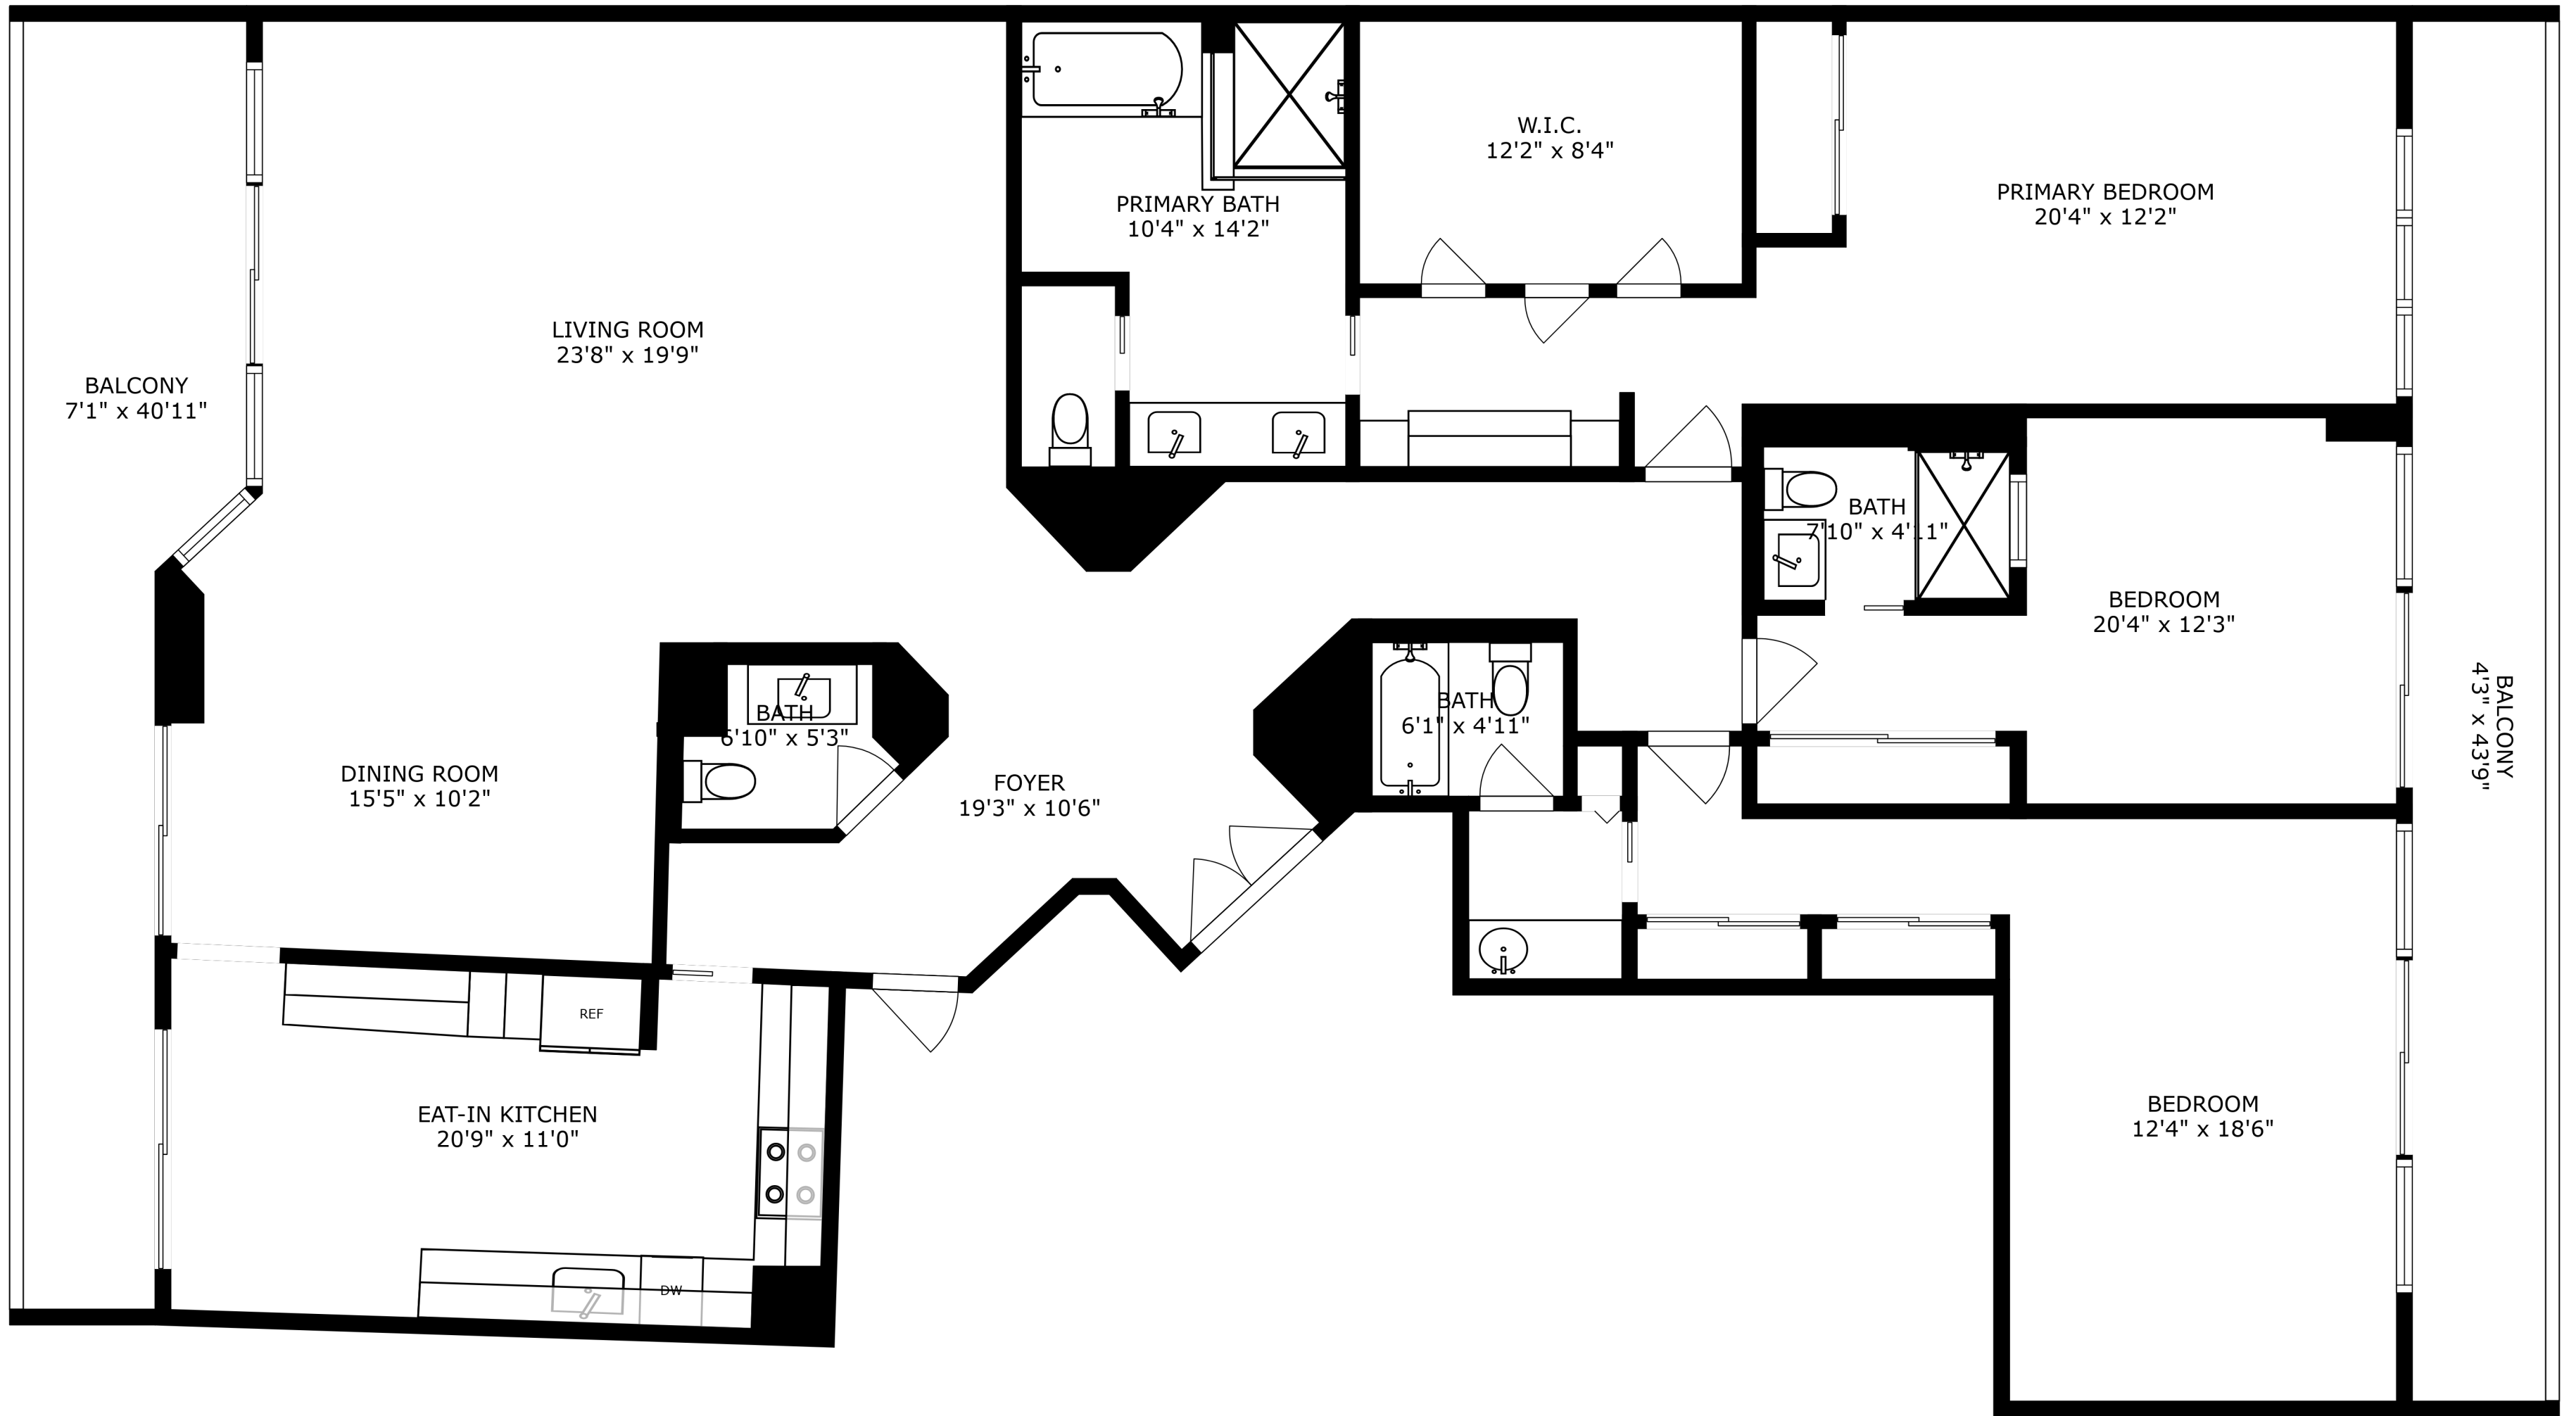 W.I.C.
12'2" x 8'4"
PRIMARY BEDROOM
20'4" x 12'2"
PRIMARY BATH
10'4" x 14'2"
LIVING ROOM
23'8" x 19'9"
BALCONY
7'1" x 40'11"
BATH
7'10" x 4'11"
BEDROOM
20'4" x 12'3"
BALCONY
4'3" x 43'9"
BATH
6'10" x 5'3"
BATH
6'1" x 4'11"
DINING ROOM
15'5" x 10'2"
FOYER
19'3" x 10'6"
REF
EAT-IN KITCHEN
20'9" x 11'0"
BEDROOM
12'4" x 18'6"
DW